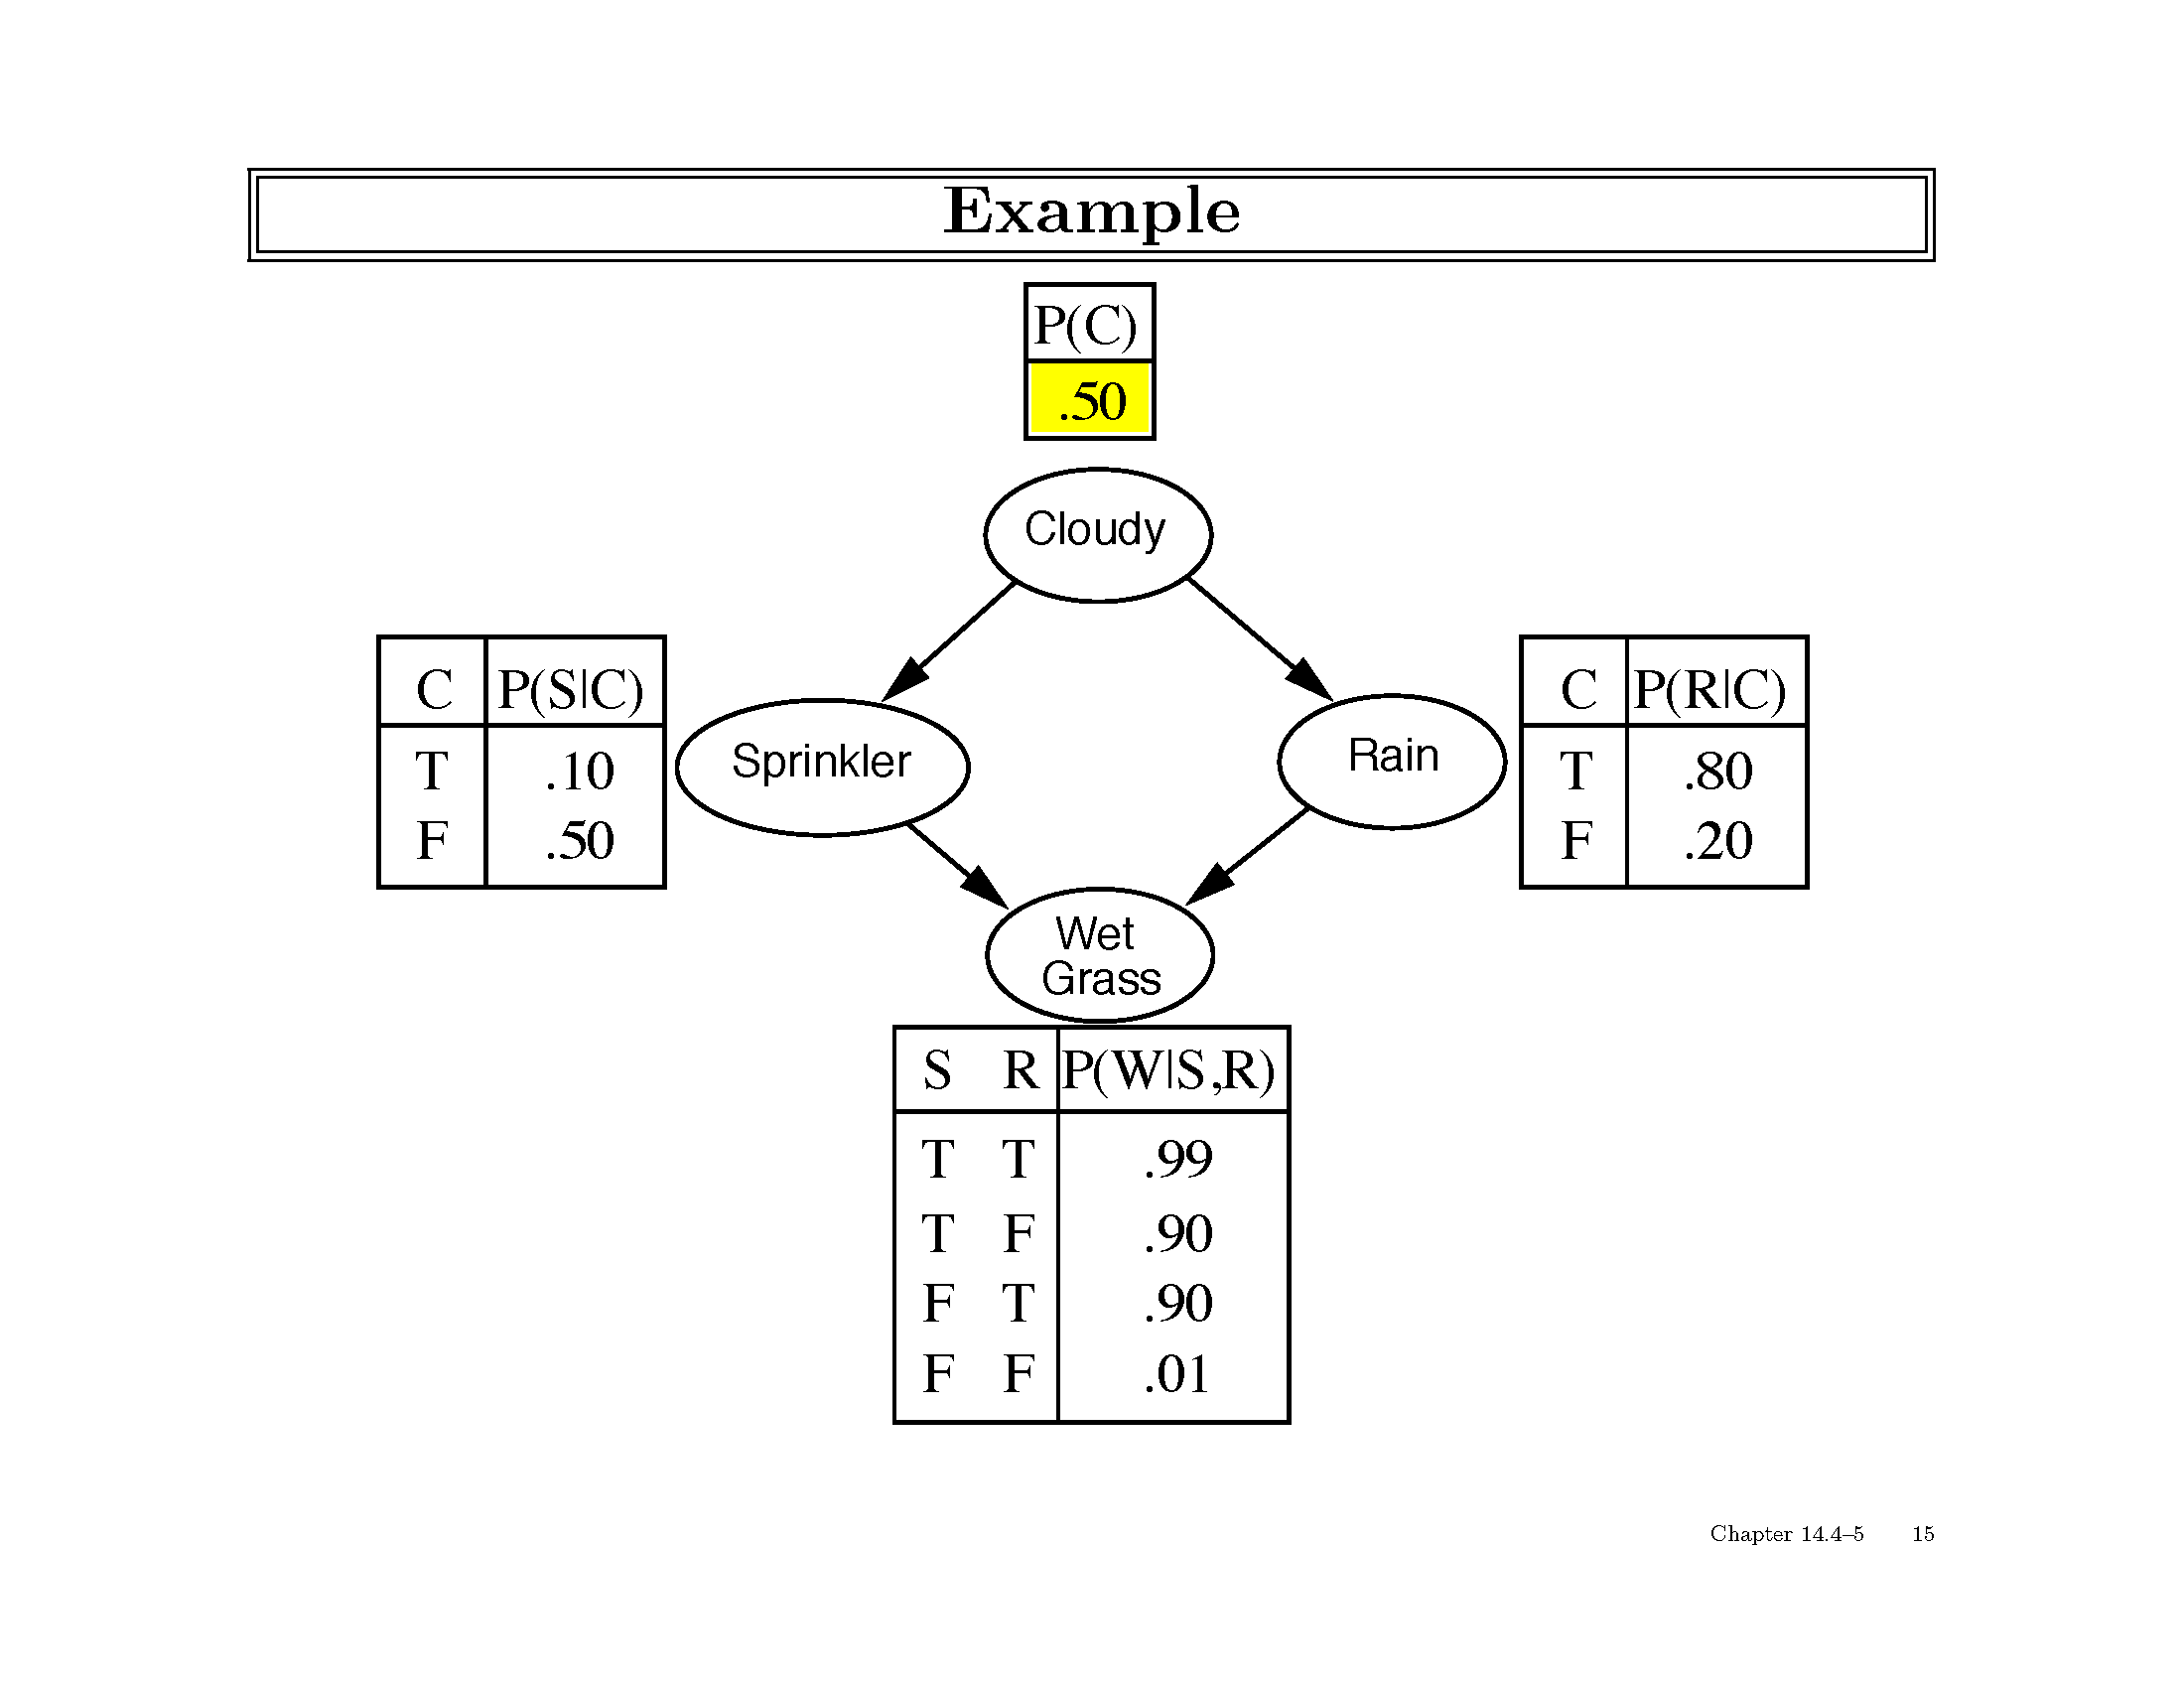 Example
P(C)
.50
Cloudy
C P(S|C)
T .10
F .50
Sprinkler
Rain
C P(R|C)
T .80
F .20
Wet
Grass
S R P(W|S,R)
T T .99
T F .90
F T .90
F F .01
Chapter 14.4–5 15